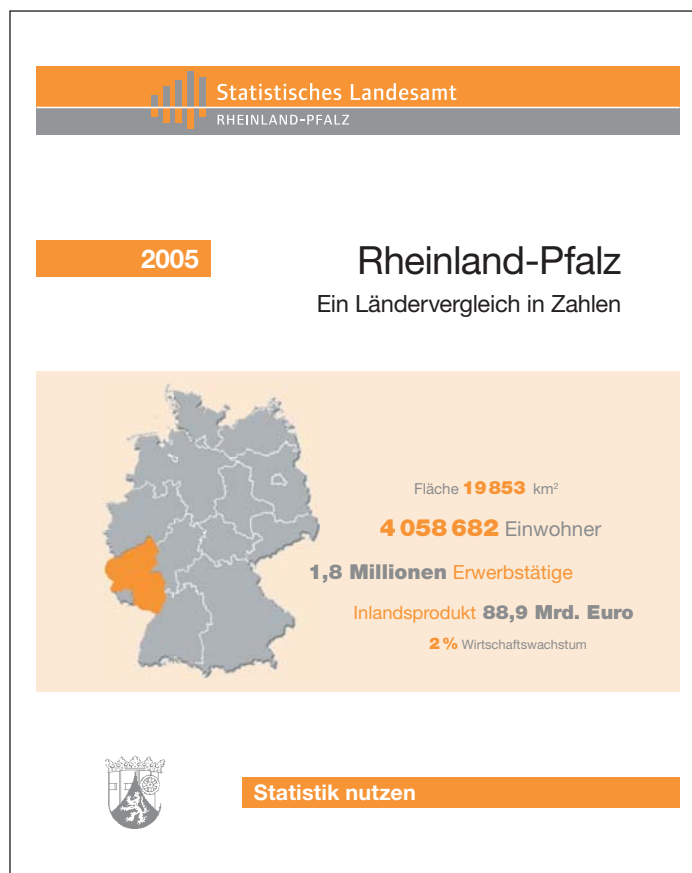 Statistisches Landesamt
RHEINLAND-PFALZ
2005
Rheinland-Pfalz
Ein Ländervergleich in Zahlen
Fläche 19 853 km²
4 058 682 Einwohner
1,8 Millionen Erwerbstätige
Inlandsprodukt 88,9 Mrd. Euro
2 % Wirtschaftswachstum
Statistik nutzen